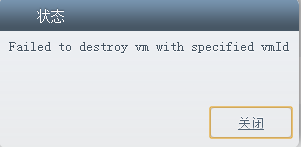 状态
Failed to destroy vm with specified vmId
关闭